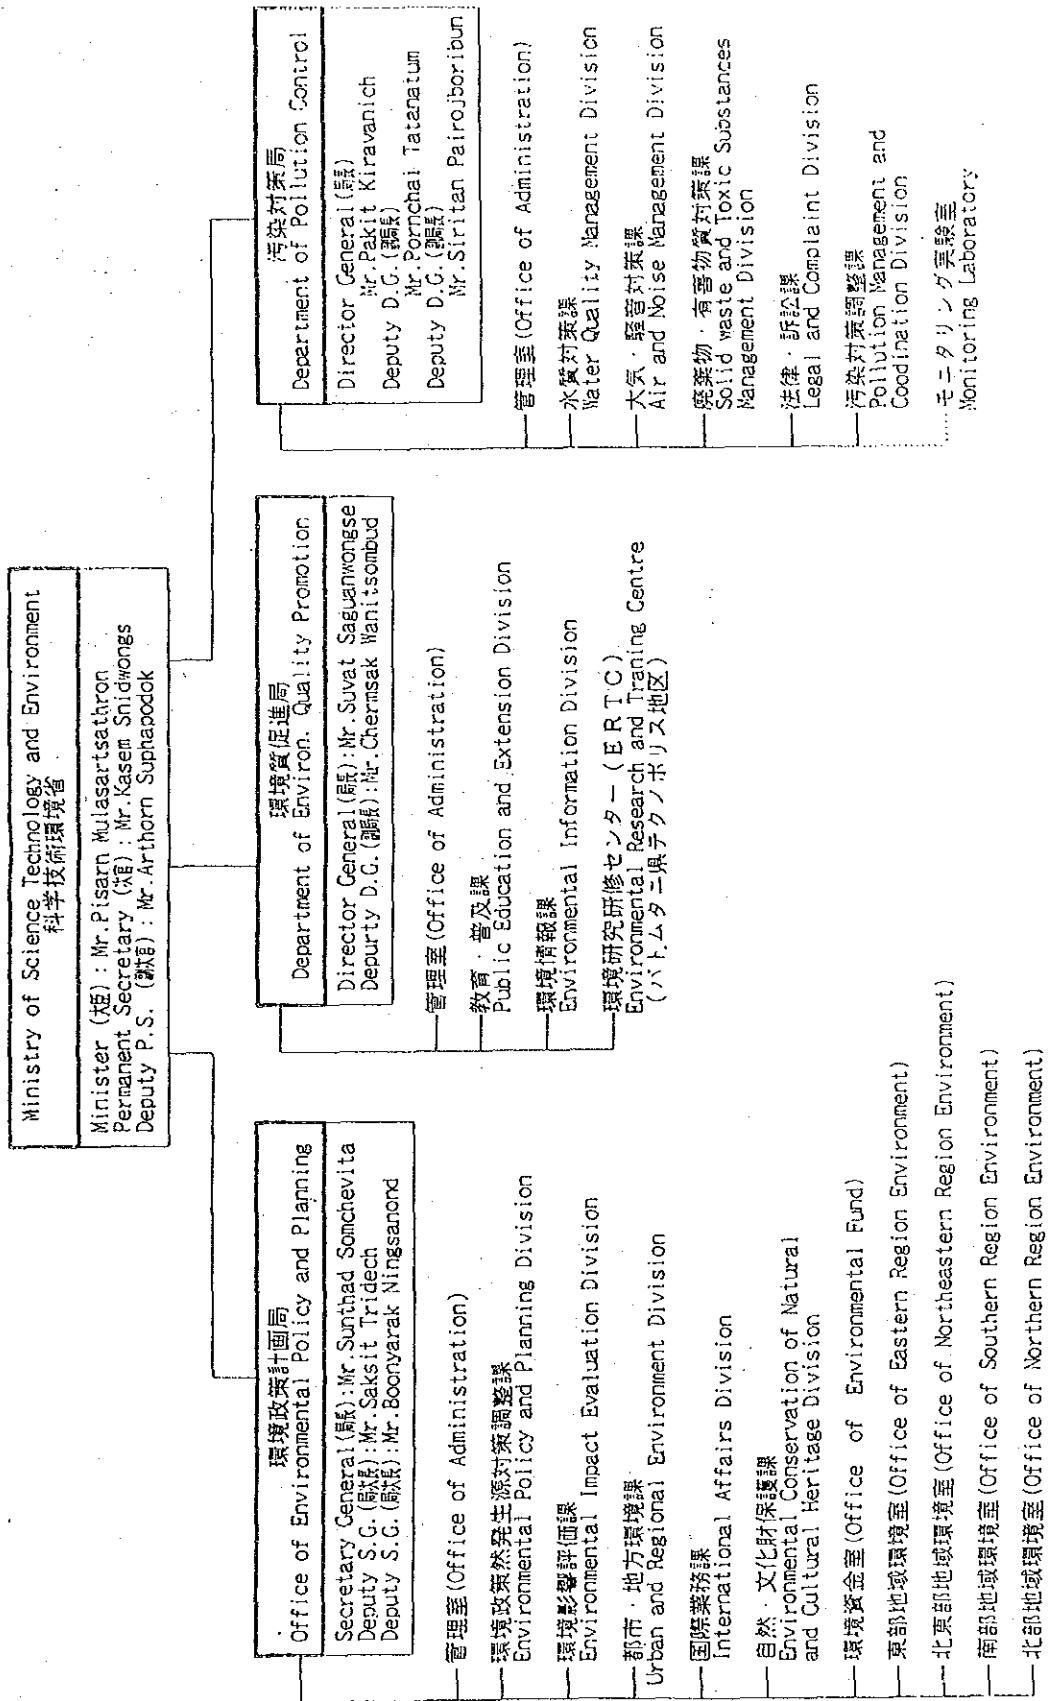 Ministry of Science Technology and Environment
科学技術環境省
Minister (大臣) : Mr.Pisarn Mulasartsathron
Permanent Secretary (次官) : Mr.Kasem Snidwongs
Deputy P.S. (副次官) : Mr.Arthorn Suphapodok
環境政策計画局
Office of Environmental Policy and Planning
Secretary General(局長):Mr.Sunthad Somchevita
Deputy S.G.(局次長):Mr.Saksit Tridech
Deputy S.G.(局次長):Mr.Boonyarak Ningsanond
管理室(Office of Administration)
環境政策然発生源対策調整課
Environmental Policy and Planning Division
環境影響評価課
Environmental Impact Evaluation Division
都市・地方環境課
Urban and Regional Environment Division
国際業務課
International Affairs Division
自然・文化財保護課
Environmental Conservation of Natural
and Cultural Heritage Division
環境資金室(Office of Environmental Fund)
東部地域環境室(Office of Eastern Region Environment)
北東部地域環境室(Office of Northeastern Region Environment)
南部地域環境室(Office of Southern Region Environment)
北部地域環境室(Office of Northern Region Environment)
環境質促進局
Department of Environ. Quality Promotion
Director General(局長):Mr.Suvat Saguanwongse
Depurty D.G.(副局長):Mr.Chermsak Wanitsombud
管理室(Office of Administration)
教育・普及課
Public Education and Extension Division
環境情報課
Environmental Information Division
環境研究研修センター(ERTC)
Environmental Research and Traning Centre
(パトムタニ県テクノポリス地区)
汚染対策局
Department of Pollution Control
Director General(局長)
Mr.Pakit Kiravanich
Deputy D.G.(副局長)
Mr.Pornchai Tatanatum
Deputy D.G.(副局長)
Mr.Siritan Pairojboribun
管理室(Office of Administration)
水質対策課
Water Quality Management Division
大気・騒音対策課
Air and Noise Management Division
廃棄物・有害物質対策課
Solid waste and Toxic Substances
Management Division
法律・訴訟課
Legal and Complaint Division
汚染対策調整課
Pollution Management and
Coodination Division
モニタリング実験室
Monitoring Laboratory